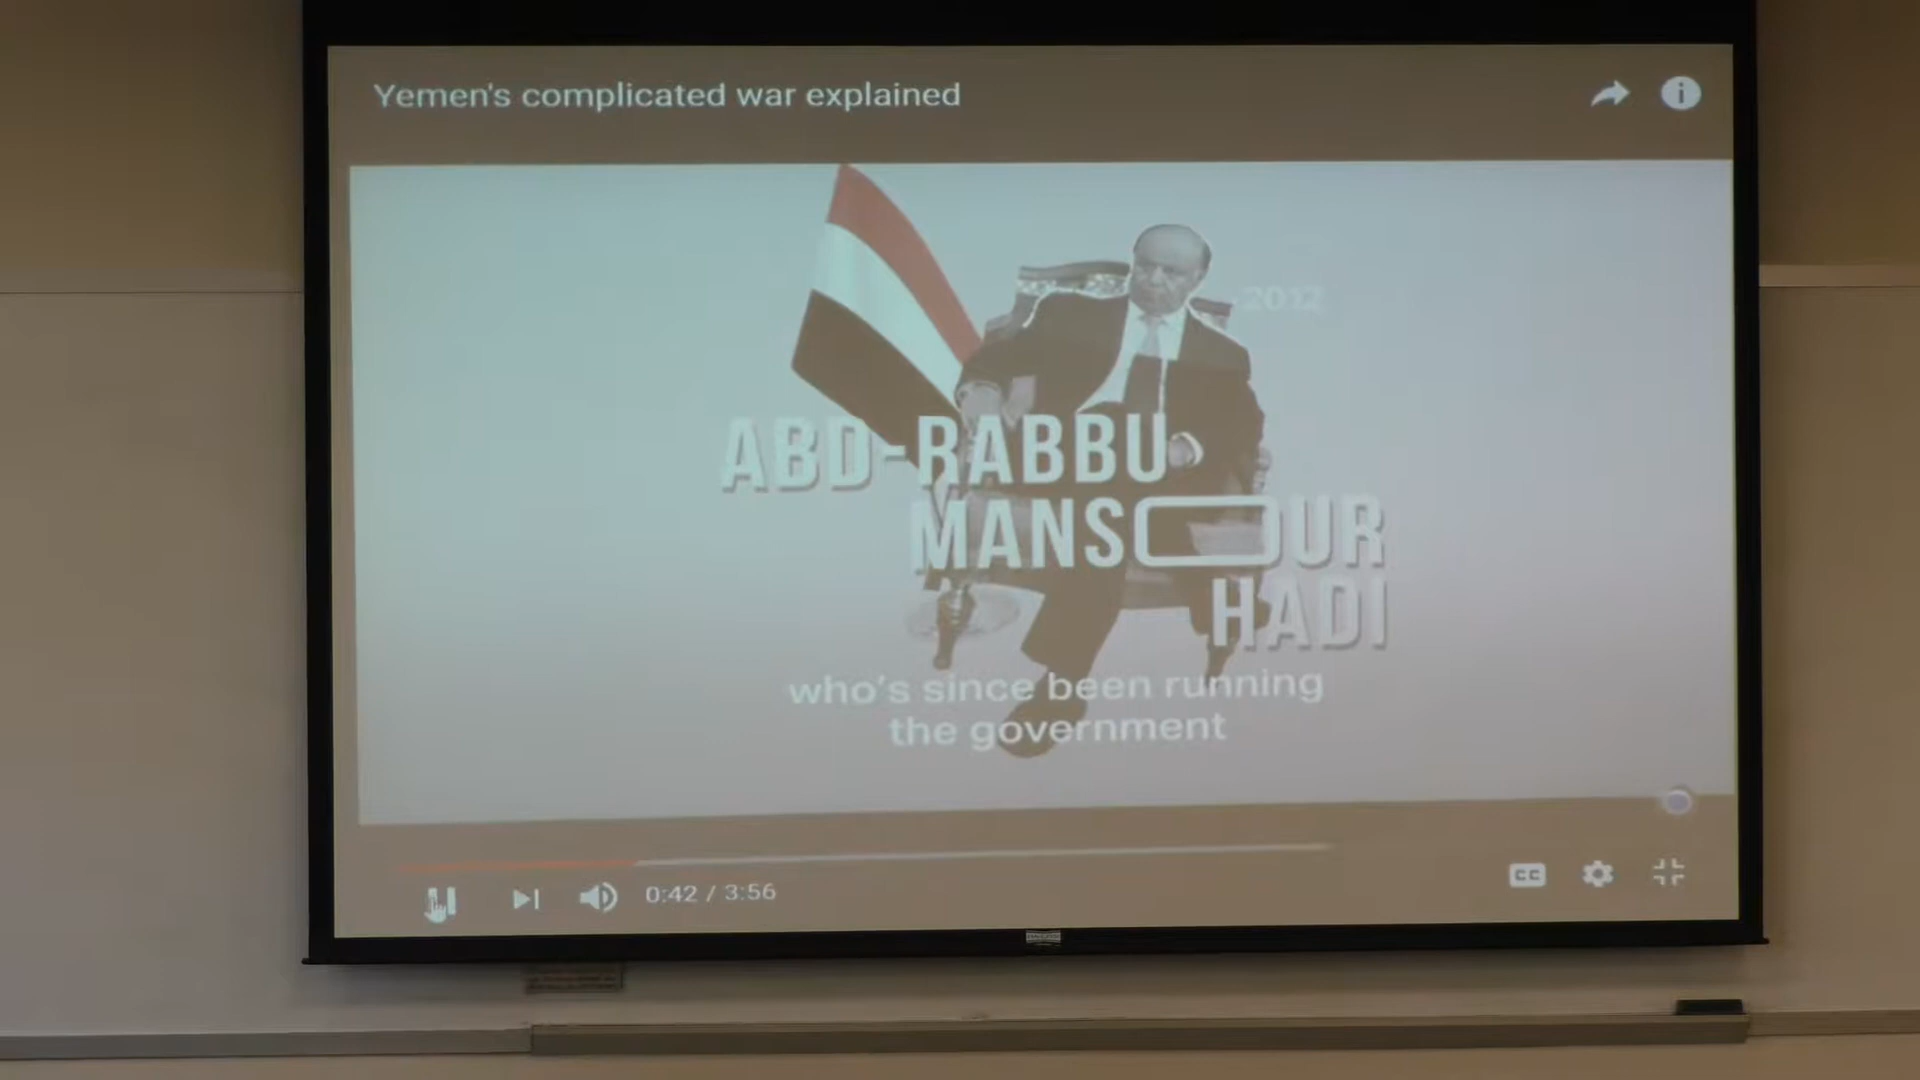 Yemen's complicated war explained
2012
ABD-RABBU
MANSOUR
HADI
who's since been running
the government
0:42 / 3:56
CC